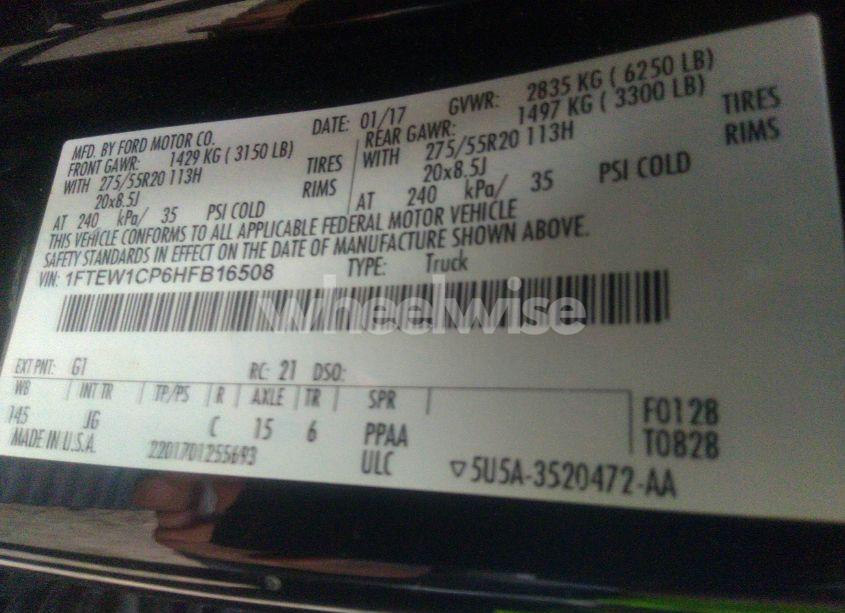 MFD. BY FORD MOTOR CO.
DATE: 01/17
GVWR: 2835 KG ( 6250 LB)
FRONT GAWR: 1429 KG ( 3150 LB)
REAR GAWR: 1497 KG ( 3300 LB)
WITH 275/55R20 113H TIRES
WITH 275/55R20 113H TIRES
20x8.5J RIMS
20x8.5J RIMS
AT 240 kPa/ 35 PSI COLD
AT 240 kPa/ 35 PSI COLD
THIS VEHICLE CONFORMS TO ALL APPLICABLE FEDERAL MOTOR VEHICLE
SAFETY STANDARDS IN EFFECT ON THE DATE OF MANUFACTURE SHOWN ABOVE.
VIN: 1FTEW1CP6HFB16508 TYPE: Truck
wheelwise
EXT PNT: G1 RC: 21 DSO:
WB INT TR TP/PS R AXLE TR SPR
145 JG C 15 6 PPAA F0128
T0828
MADE IN U.S.A. 2201701255693 ULC ▽5U5A-3520472-AA